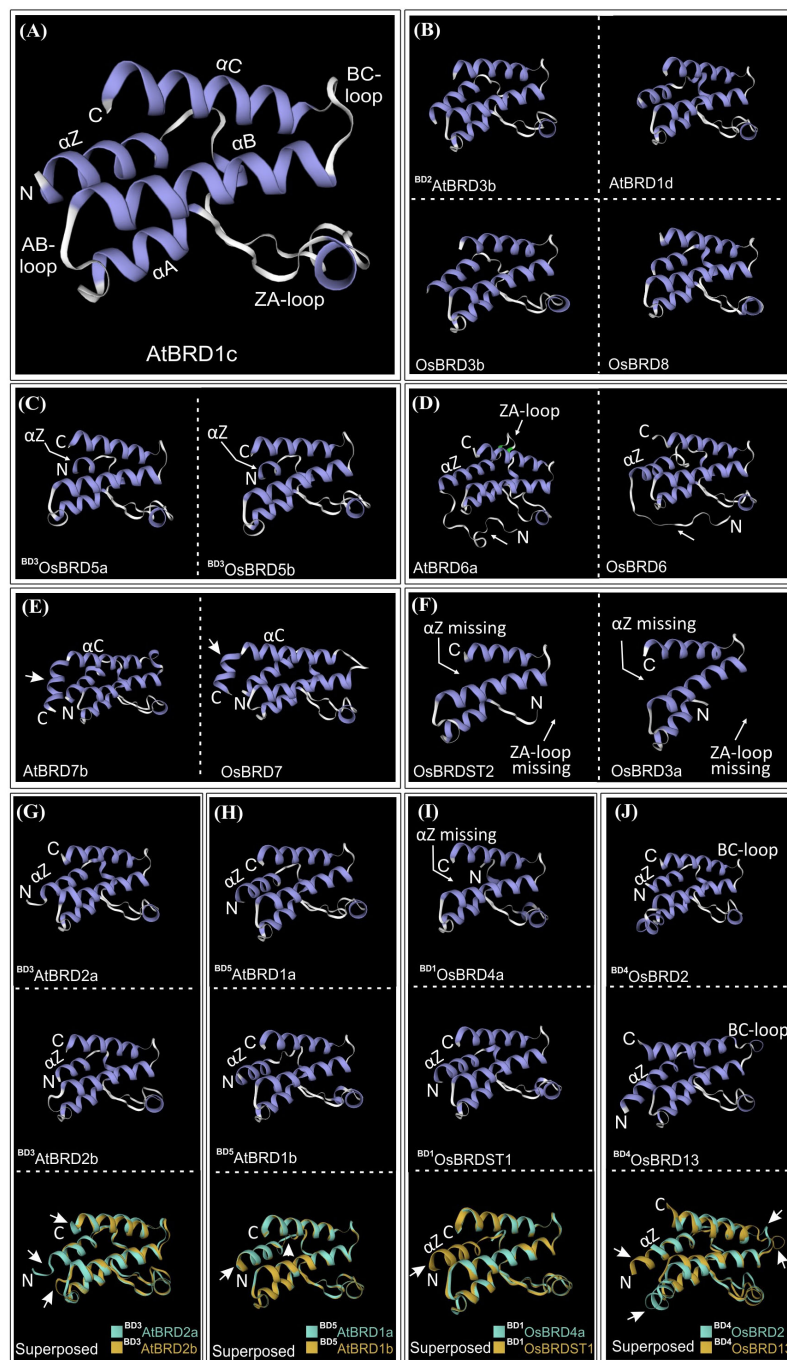 (A)
αC
BC-
loop
C
αZ
αB
N
AB-
loop
αA
ZA-loop
AtBRD1c
(B)
BD2AtBRD3b
AtBRD1d
OsBRD3b
OsBRD8
(C)
αZ
C
N
BD3OsBRD5a
αZ
C
N
BD3OsBRD5b
(D)
ZA-loop
C
αZ
N
AtBRD6a
C
αZ
N
OsBRD6
(E)
αC
C
N
AtBRD7b
αC
C
N
OsBRD7
(F)
αZ missing
C
N
OsBRDST2
ZA-loop
missing
αZ missing
C
N
OsBRD3a
ZA-loop
missing
(G)
C
αZ
N
BD3AtBRD2a
C
αZ
N
BD3AtBRD2b
C
N
BD3AtBRD2a
Superposed BD3AtBRD2b
(H)
C
αZ
N
BD5AtBRD1a
C
αZ
N
BD5AtBRD1b
C
N
BD5AtBRD1a
Superposed BD5AtBRD1b
(I)
αZ missing
C
N
BD1OsBRD4a
C
αZ
N
BD1OsBRDST1
C
αZ
N
BD1OsBRD4a
Superposed BD1OsBRDST1
(J)
C
BC-loop
αZ
N
BD4OsBRD2
C
BC-loop
αZ
N
BD4OsBRD13
C
αZ
N
BD4OsBRD2
Superposed BD4OsBRD13